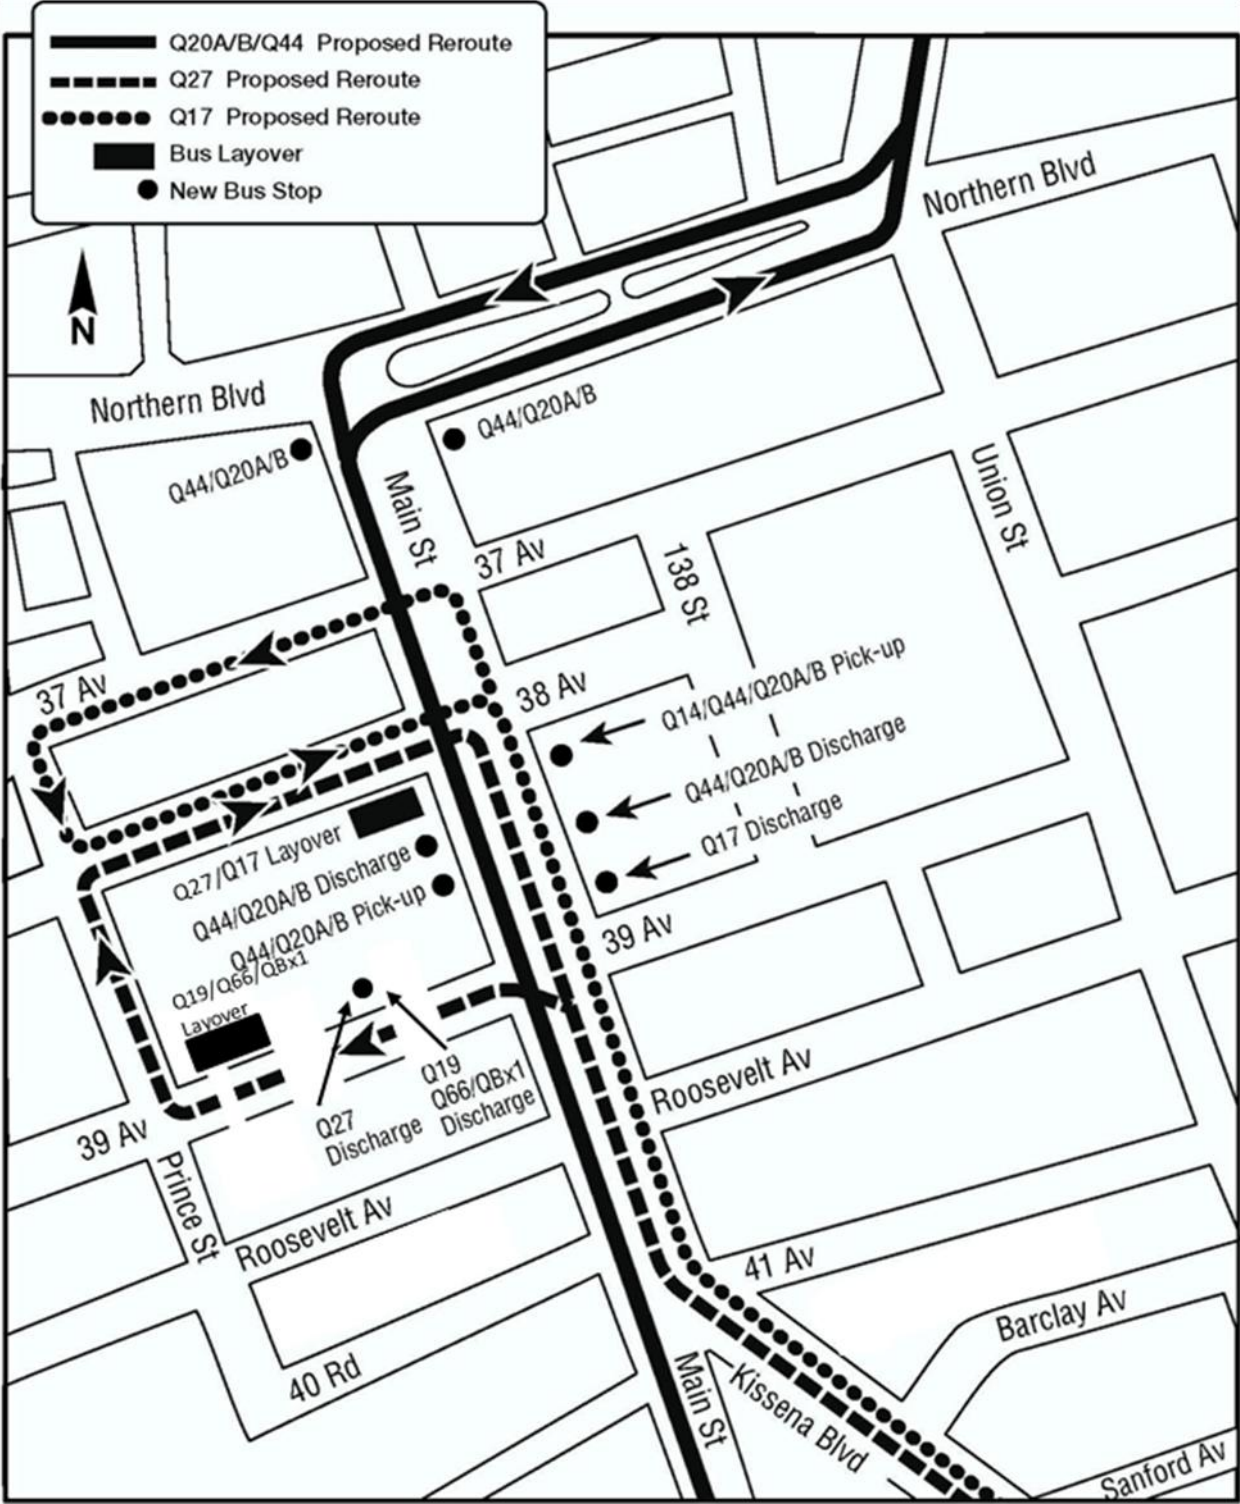 Q20A/B/Q44 Proposed Reroute
Q27 Proposed Reroute
Q17 Proposed Reroute
Bus Layover
New Bus Stop
N
Northern Blvd
Northern Blvd
Q44/Q20A/B
Q44/Q20A/B
Main St
Union St
37 Av
138 St
37 Av
38 Av
Q14/Q44/Q20A/B Pick-up
Q44/Q20A/B Discharge
Q17 Discharge
Q27/Q17 Layover
Q44/Q20A/B Discharge
Q44/Q20A/B Pick-up
Q19/Q66/QBx1
Layover
39 Av
Q19
Q66/QBx1
Discharge
Q27
Discharge
39 Av
Prince St
Roosevelt Av
Roosevelt Av
41 Av
40 Rd
Barclay Av
Main St
Kissena Blvd
Sanford Av